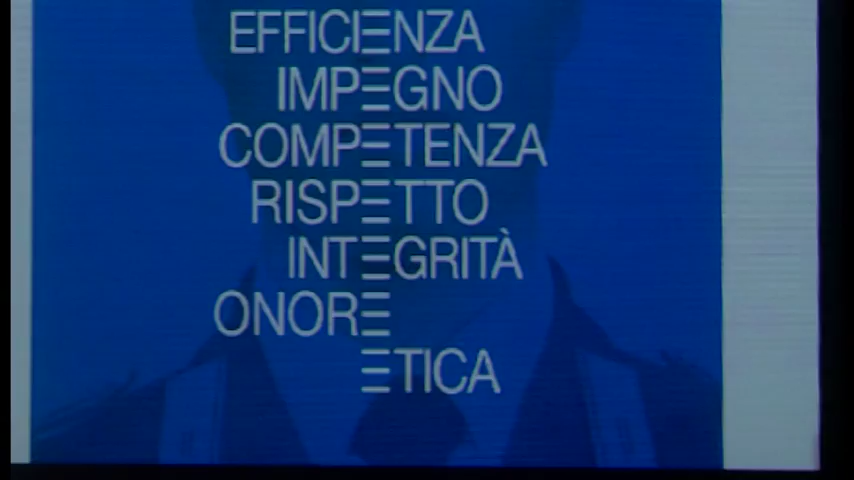 EFFICIENZA
IMPEGNO
COMPETENZA
RISPETTO
INTEGRITÀ
ONORE
ETICA